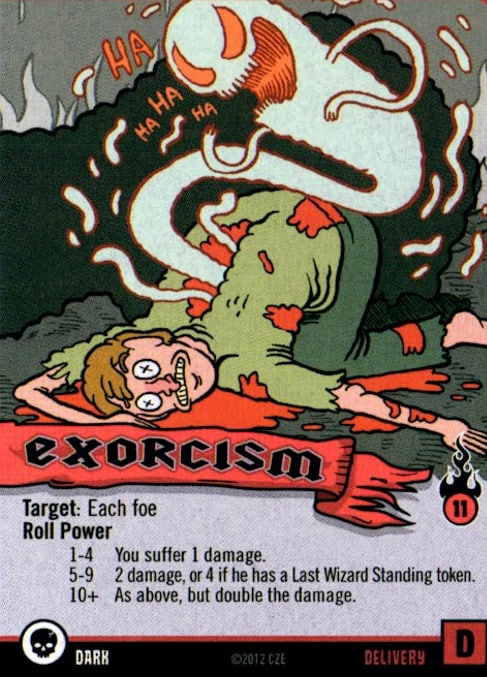 HA
HA
HA
HA
exorcism
11
Target: Each foe
Roll Power
1-4 You suffer 1 damage.
5-9 2 damage, or 4 if he has a Last Wizard Standing token.
10+ As above, but double the damage.
DARK ©2012 CZE DELIVERY D